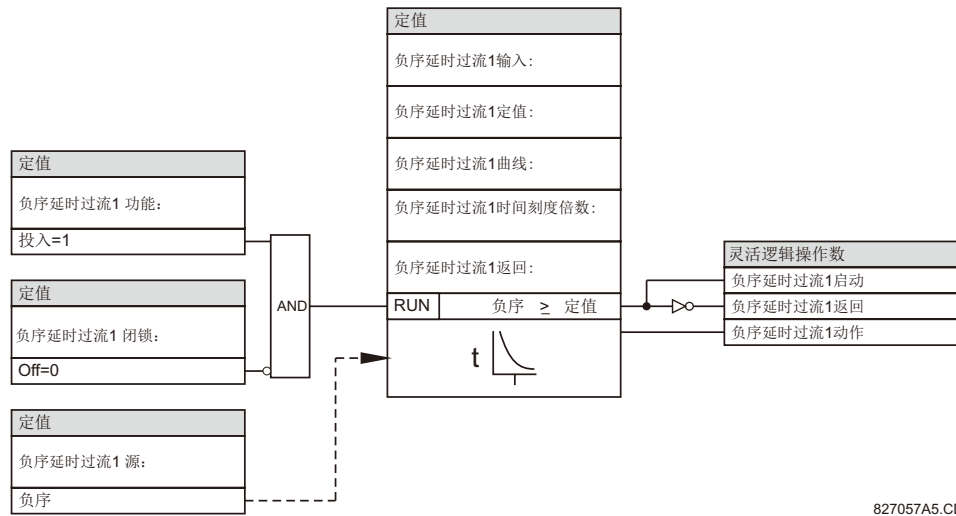 定值
负序延时过流1输入:
负序延时过流1定值:
负序延时过流1曲线:
负序延时过流1时间刻度倍数:
负序延时过流1返回:
RUN
负序 ≥ 定值
t
定值
负序延时过流1 功能:
投入=1
定值
负序延时过流1 闭锁:
Off=0
定值
负序延时过流1 源:
负序
AND
灵活逻辑操作数
负序延时过流1启动
负序延时过流1返回
负序延时过流1动作